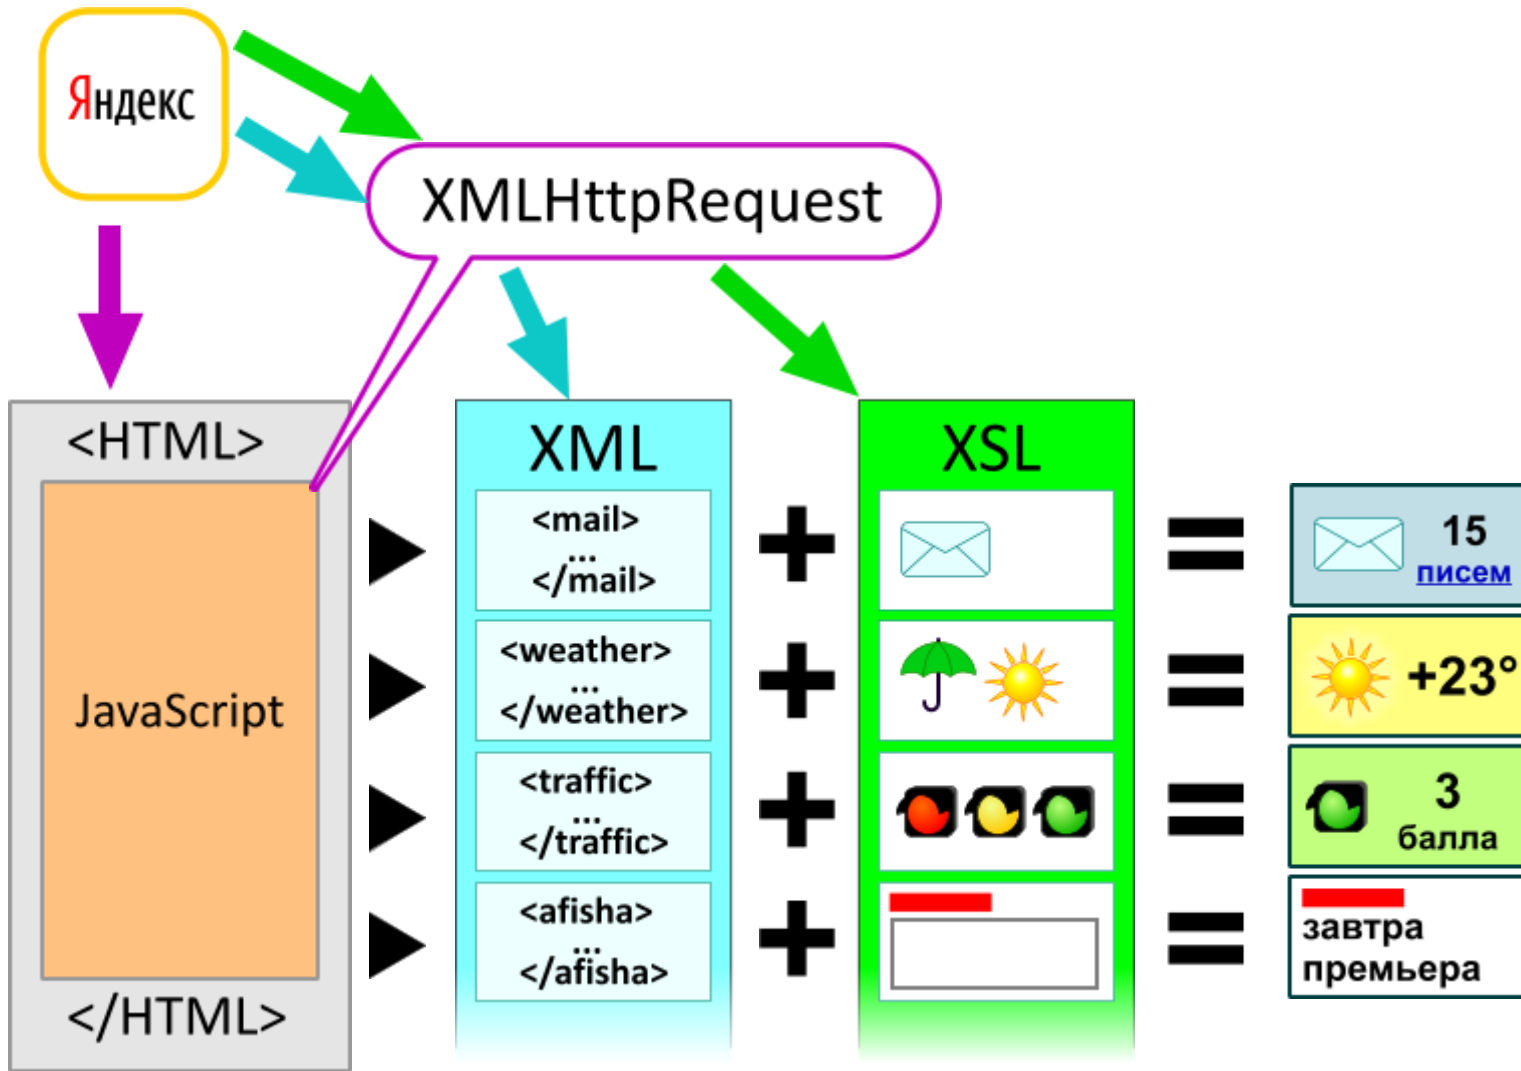 Яндекс
XMLHttpRequest
<HTML>
JavaScript
</HTML>
XML
<mail>
...
</mail>
<weather>
...
</weather>
<traffic>
...
</traffic>
<afisha>
...
</afisha>
+
+
+
+
XSL
=
=
=
=
15
писем
+23°
3
балла
завтра
премьера